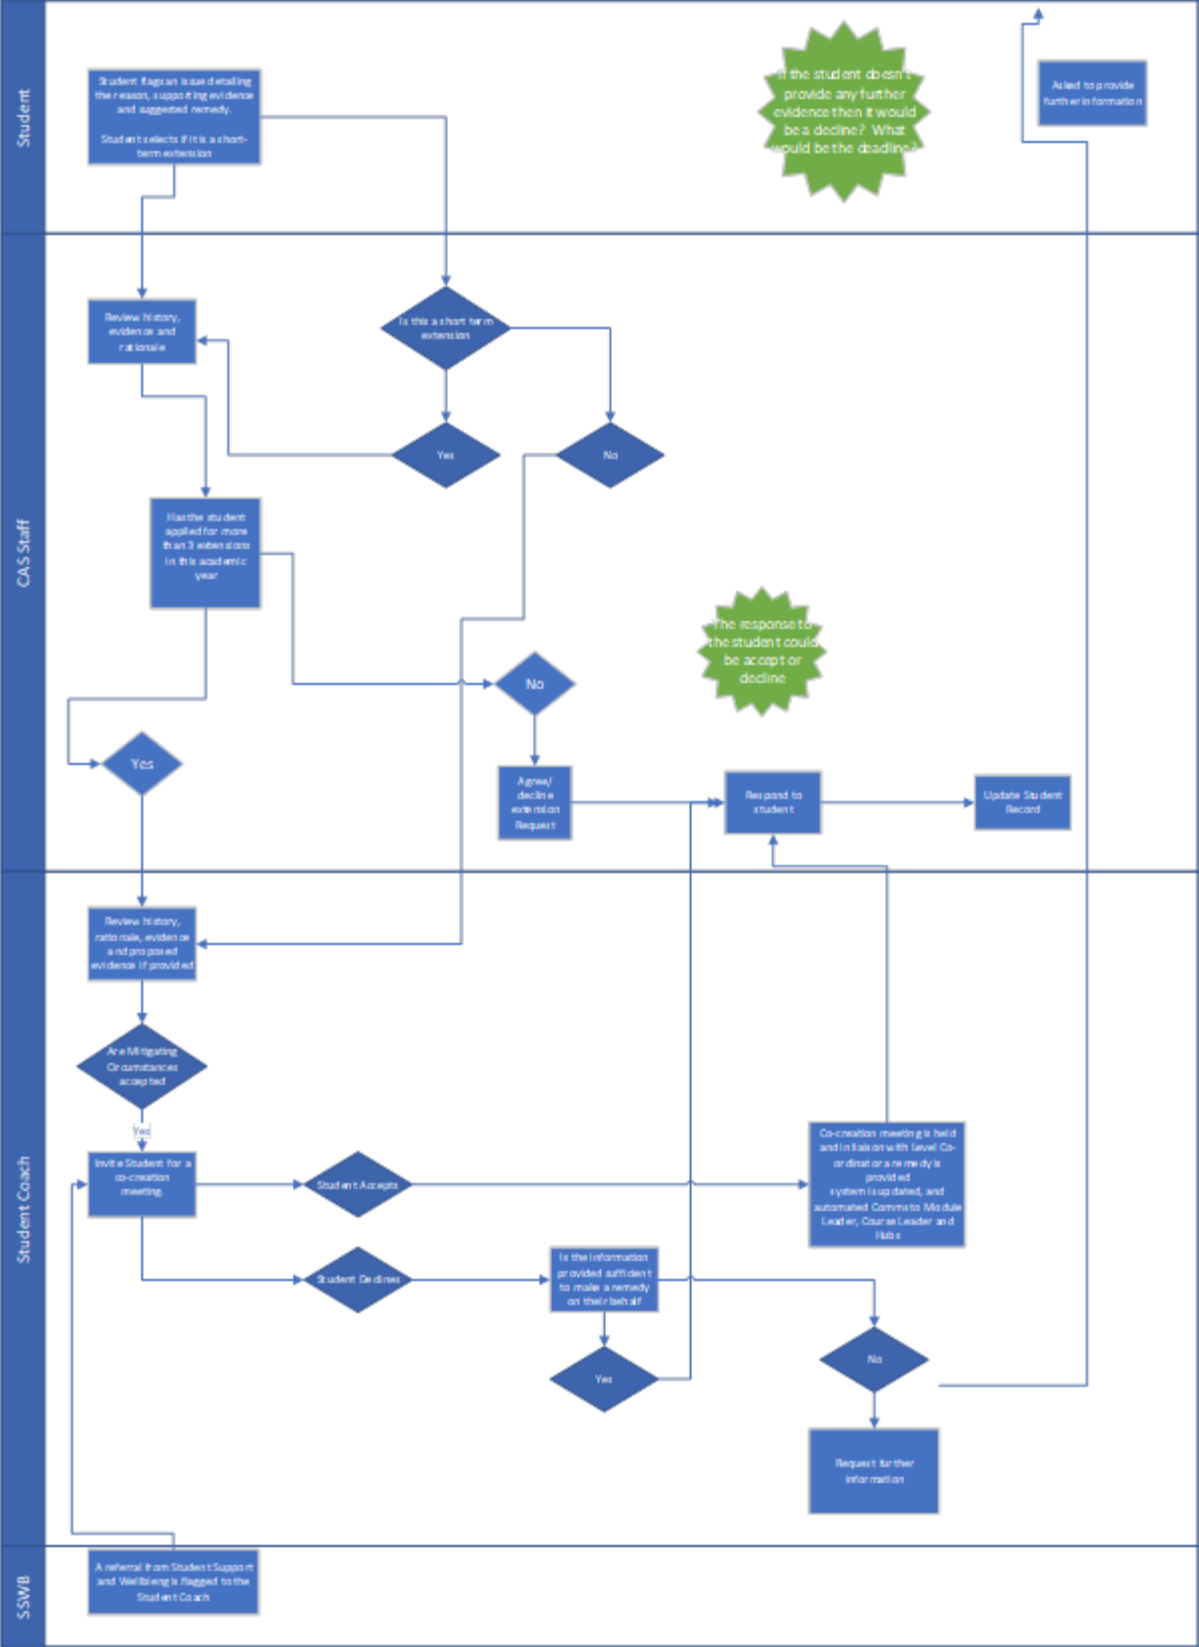 Student
Student flags an issue detailing
the reason, supporting evidence
and suggested remedy.
Student selects if it is a short-
term extension
If the student doesn't
provide any further
evidence then it would
be a decline? What
would be the deadline?
Asked to provide
further information
CAS Staff
Review history,
evidence and
rationale
Is this a short term
extension
Yes
No
Has the student
applied for more
than 3 extensions
in this academic
year
The response to
the student could
be accept or
decline
No
Yes
Agree/
decline
extension
Request
Respond to
student
Update Student
Record
Student Coach
Review history,
rationale, evidence
and proposed
evidence if provided
Are Mitigating
Circumstances
accepted
Yes
Invite Student for a
co-creation
meeting.
Student Accepts
Co-creation meeting is held
and in liaison with Level Co-
ordinator a remedy is
provided
system is updated, and
automated Comms to Module
Leader, Course Leader and
Hubs
Student Declines
Is the information
provided sufficient
to make a remedy
on their behalf
Yes
No
Request further
information
SSWB
A referral from Student Support
and Wellbieng is flagged to the
Student Coach